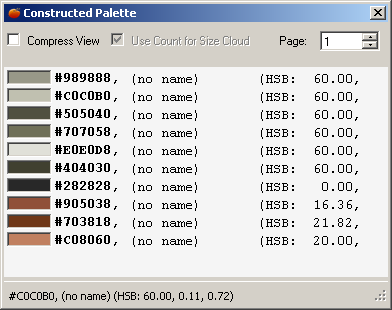 Constructed Palette
Compress View Use Count for Size Cloud Page: 1
#989888, (no name) (HSB: 60.00,
#C0C0B0, (no name) (HSB: 60.00,
#505040, (no name) (HSB: 60.00,
#707058, (no name) (HSB: 60.00,
#E0E0D8, (no name) (HSB: 60.00,
#404030, (no name) (HSB: 60.00,
#282828, (no name) (HSB: 0.00,
#905038, (no name) (HSB: 16.36,
#703818, (no name) (HSB: 21.82,
#C08060, (no name) (HSB: 20.00,
#C0C0B0, (no name) (HSB: 60.00, 0.11, 0.72)